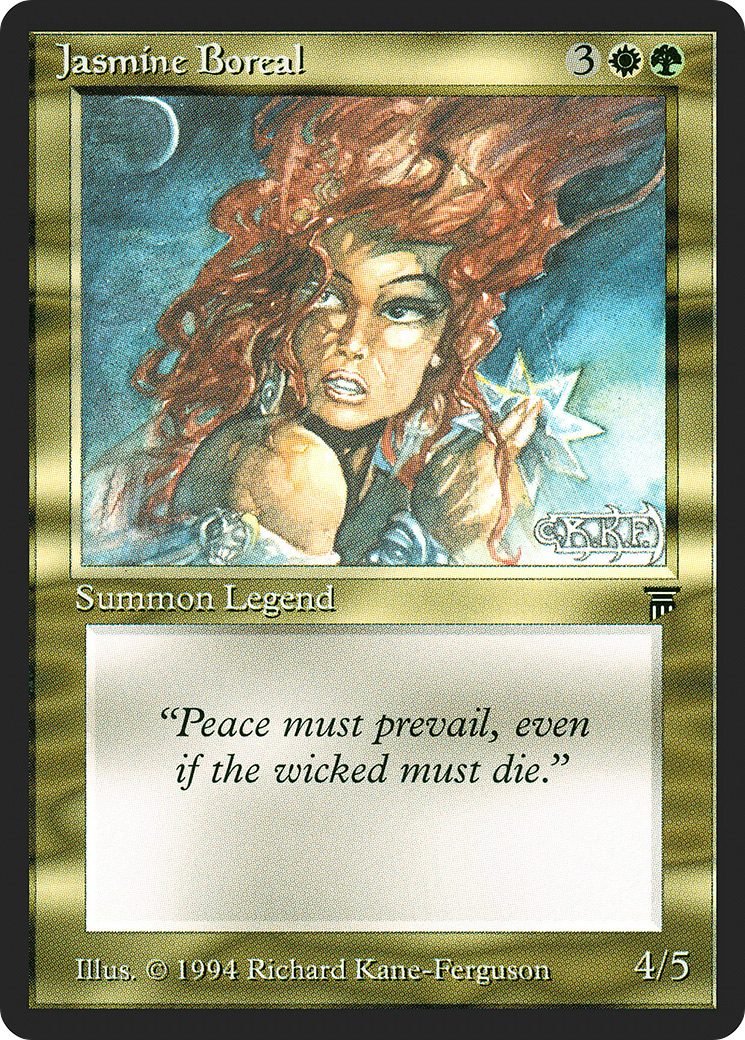 Jasmine Boreal 3
CRKF.
Summon Legend
“Peace must prevail, even
if the wicked must die.”
Illus. © 1994 Richard Kane-Ferguson 4/5